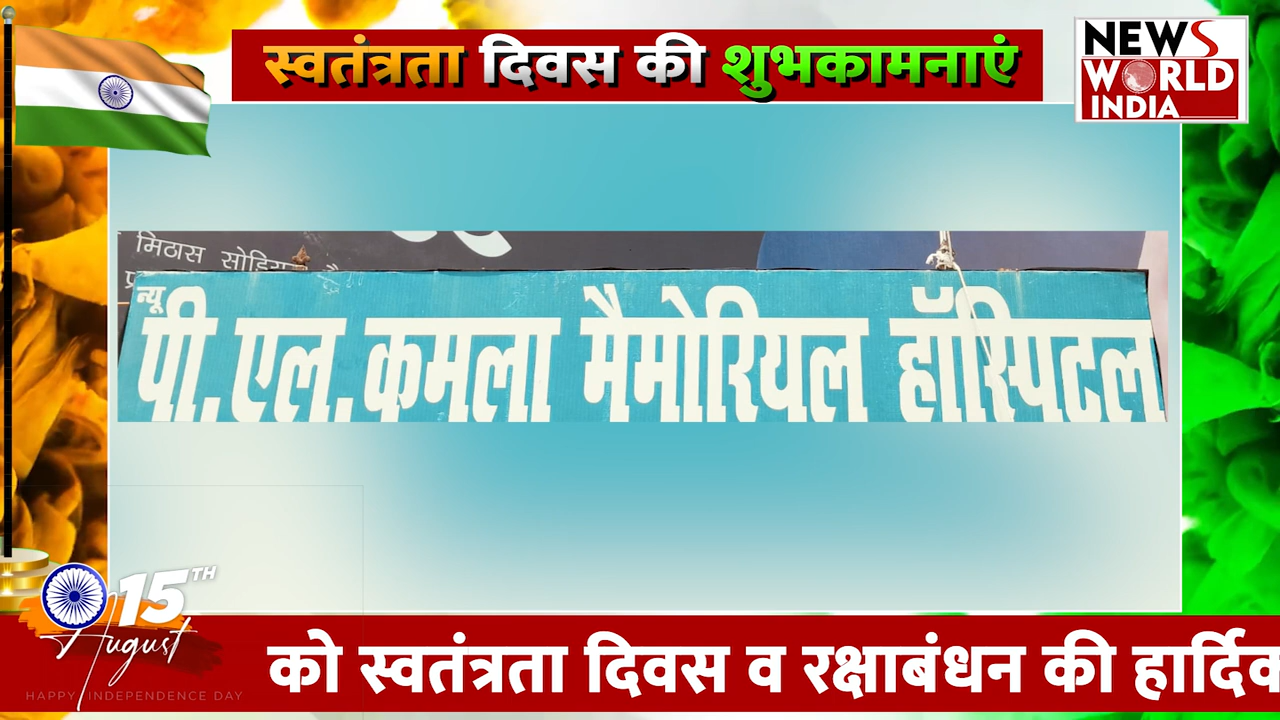 स्वतंत्रता दिवस की शुभकामनाएं
NEWS
WORLD
INDIA
मिठास
न्यू
पी.एल.कमला मैमोरियल हॉस्पिटल
15TH
August
HAPPY INDEPENDENCE DAY
को स्वतंत्रता दिवस व रक्षाबंधन की